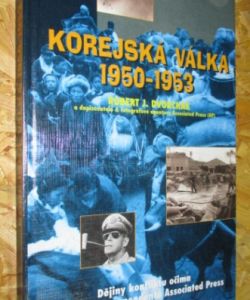 KOREJSKÁ VÁLKA
1950-1953
ROBERT J. DVORCHAK
a dopisovatelé & fotografové agentury Associated Press (AP)
Dějiny konfliktu očima
Associated Press